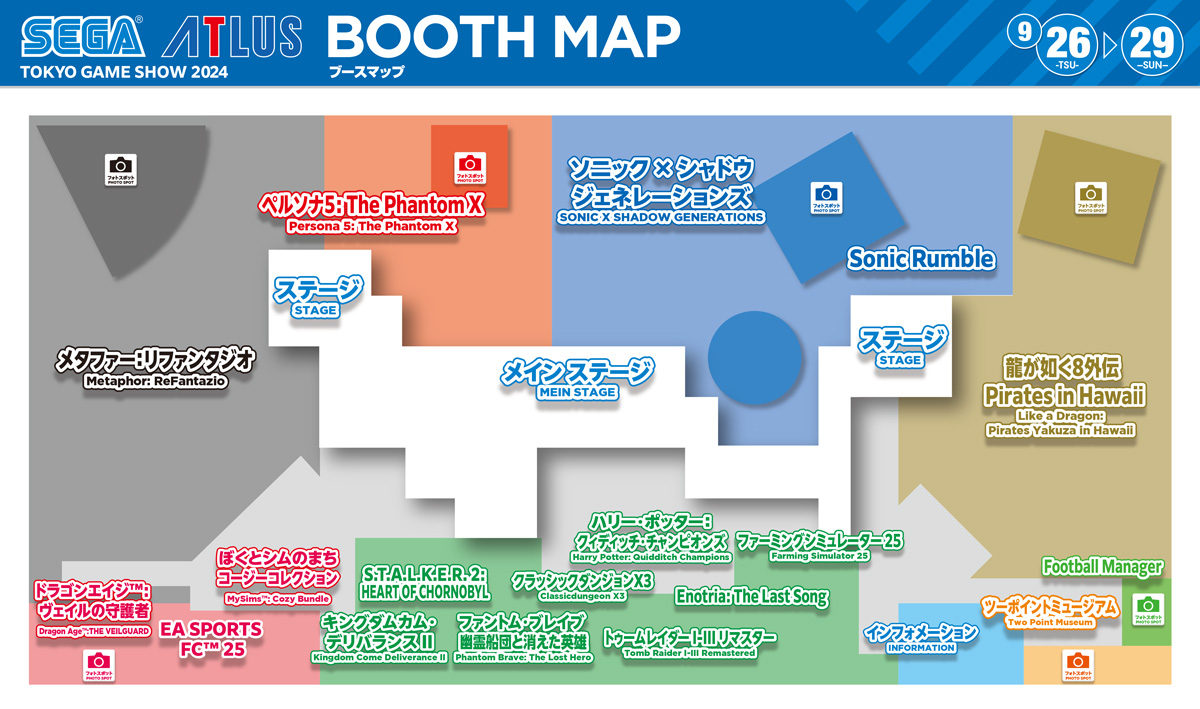 SEGA® ATLUS
TOKYO GAME SHOW 2024
BOOTH MAP
ブースマップ
9
26
-TSU-
29
-SUN-
フォトスポット
PHOTO SPOT
フォトスポット
PHOTO SPOT
ペルソナ5: The Phantom X
Persona 5: The Phantom X
ソニック × シャドウ
ジェネレーションズ
SONIC X SHADOW GENERATIONS
フォトスポット
PHOTO SPOT
フォトスポット
PHOTO SPOT
Sonic Rumble
ステージ
STAGE
メタファー:リファンタジオ
Metaphor: ReFantazio
メイン ステージ
MEIN STAGE
ステージ
STAGE
龍が如く8外伝
Pirates in Hawaii
Like a Dragon:
Pirates Yakuza in Hawaii
ドラゴンエイジ™:
ヴェイルの守護者
Dragon Age™:THE VEILGUARD
ぼくとシムのまち
コージーコレクション
MySims™: Cozy Bundle
EA SPORTS
FC™ 25
フォトスポット
PHOTO SPOT
S.T.A.L.K.E.R. 2:
HEART OF CHORNOBYL
キングダムカム・
デリバランス II
Kingdom Come Deliverance II
クラシックダンジョンX3
Classicdungeon X3
ファントム・ブレイブ
幽霊船団と消えた英雄
Phantom Brave: The Lost Hero
ハリー・ポッター:
クィディッチ・チャンピオンズ
Harry Potter: Quidditch Champions
ファーミングシミュレーター 25
Farming Simulator 25
Enotria: The Last Song
トゥームレイダー I-III リマスター
Tomb Raider I-III Remastered
インフォメーション
INFORMATION
Football Manager
フォトスポット
PHOTO SPOT
ツーポイントミュージアム
Two Point Museum
フォトスポット
PHOTO SPOT